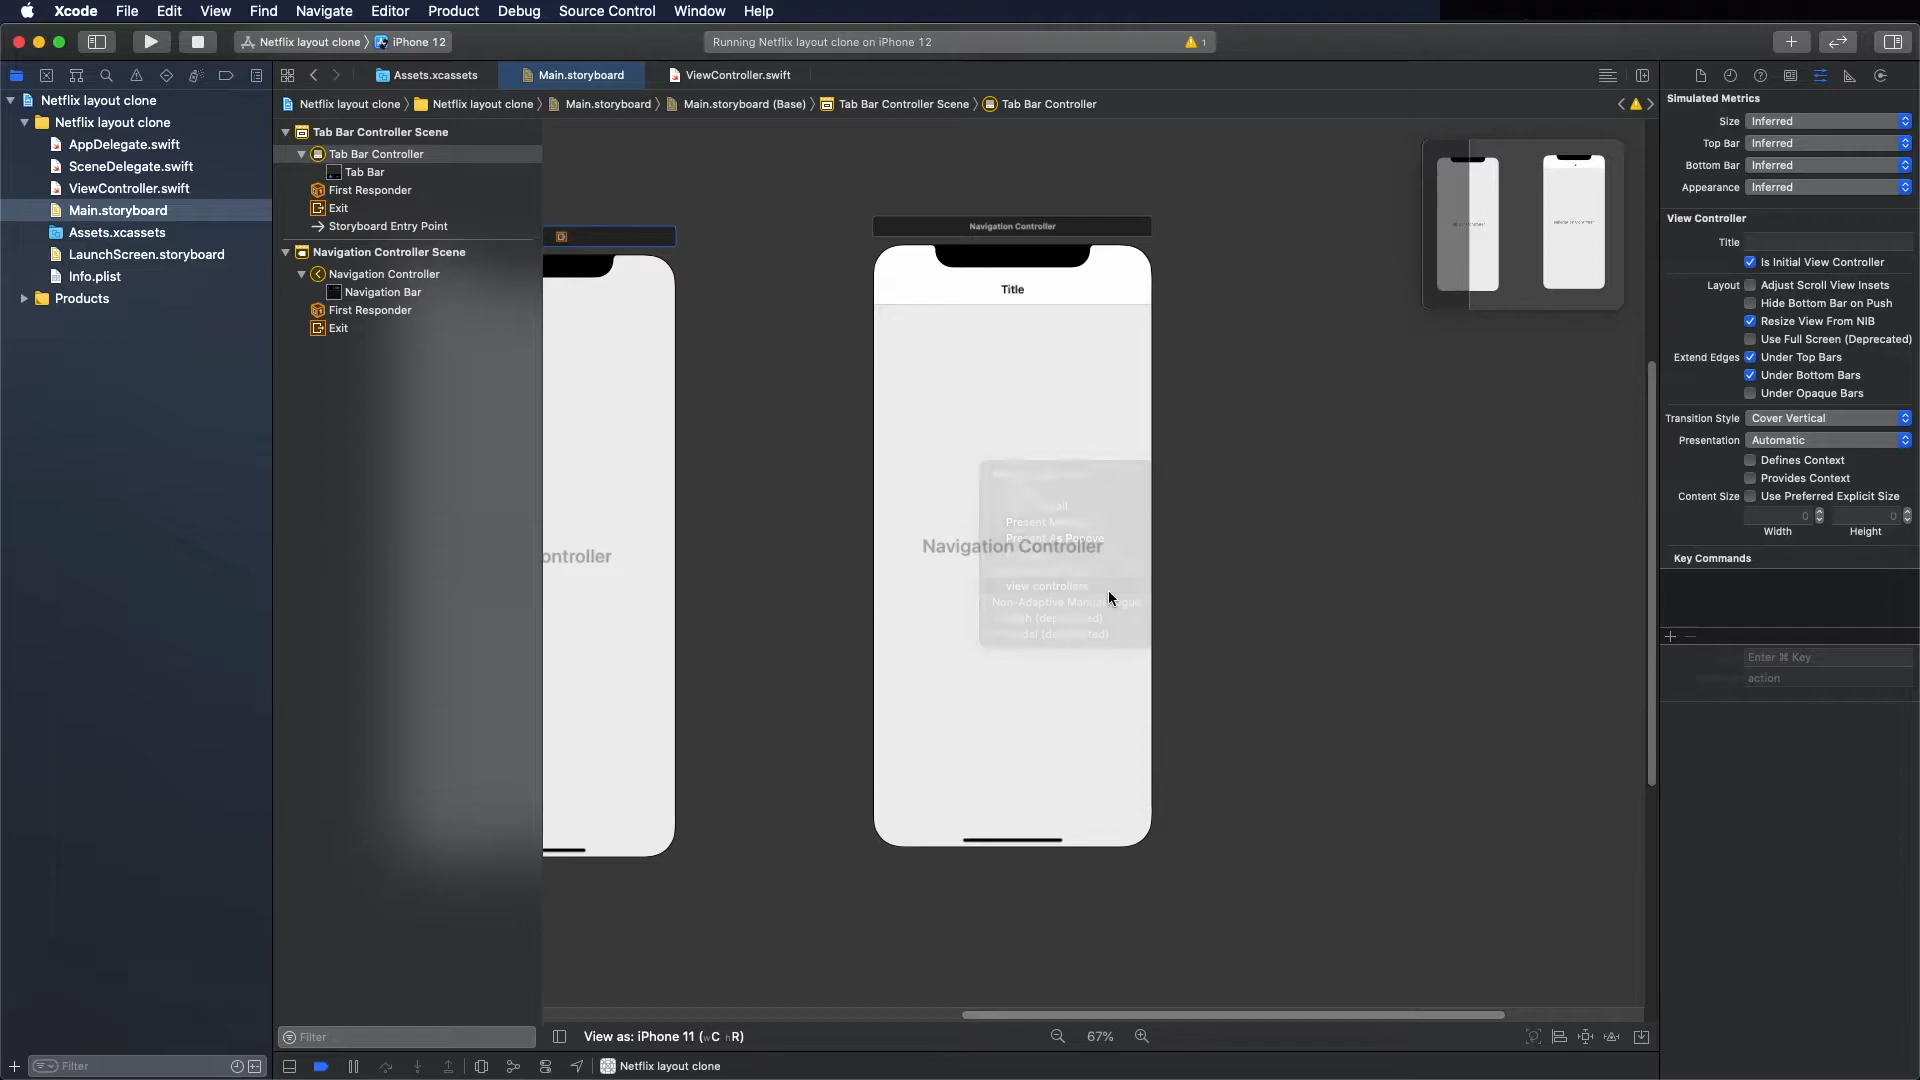 Xcode File Edit View Find Navigate Editor Product Debug Source Control Window Help
Netflix layout clone iPhone 12
Running Netflix layout clone on iPhone 12
1
Assets.xcassets Main.storyboard ViewController.swift
Netflix layout clone Netflix layout clone Main.storyboard Main.storyboard (Base) Tab Bar Controller Scene Tab Bar Controller
Netflix layout clone
Netflix layout clone
AppDelegate.swift
SceneDelegate.swift
ViewController.swift
Main.storyboard
Assets.xcassets
LaunchScreen.storyboard
Info.plist
Products
Filter
Tab Bar Controller Scene
Tab Bar Controller
Tab Bar
First Responder
Exit
Storyboard Entry Point
Navigation Controller Scene
Navigation Controller
Navigation Bar
First Responder
Exit
Filter
ontroller
Navigation Controller
Title
Present
Present As
Navigation Controller
view controllers
Non-Adaptive
View as: iPhone 11 (wC hR)
67%
Netflix layout clone
Simulated Metrics
Size Inferred
Top Bar Inferred
Bottom Bar Inferred
Appearance Inferred
View Controller
Title
Is Initial View Controller
Layout Adjust Scroll View Insets
Hide Bottom Bar on Push
Resize View From NIB
Use Full Screen (Deprecated)
Extend Edges Under Top Bars
Under Bottom Bars
Under Opaque Bars
Transition Style Cover Vertical
Presentation Automatic
Defines Context
Provides Context
Content Size Use Preferred Explicit Size
0 0
Width Height
Key Commands
Enter ⌘ Key
action